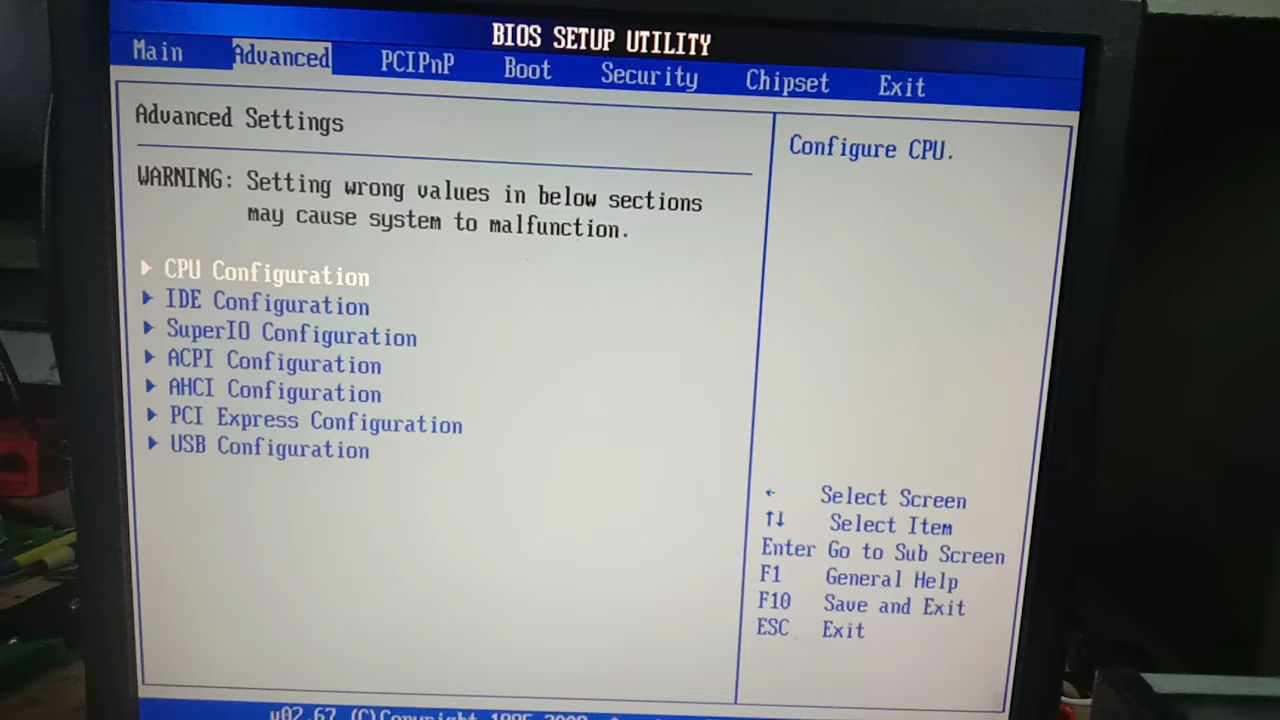 BIOS SETUP UTILITY
Main Advanced PCIPnP Boot Security Chipset Exit
Advanced Settings
WARNING: Setting wrong values in below sections
may cause system to malfunction.
CPU Configuration
IDE Configuration
SuperIO Configuration
ACPI Configuration
AHCI Configuration
PCI Express Configuration
USB Configuration
Configure CPU.
← Select Screen
↑↓ Select Item
Enter Go to Sub Screen
F1 General Help
F10 Save and Exit
ESC Exit
v02.67 (C)Copyright